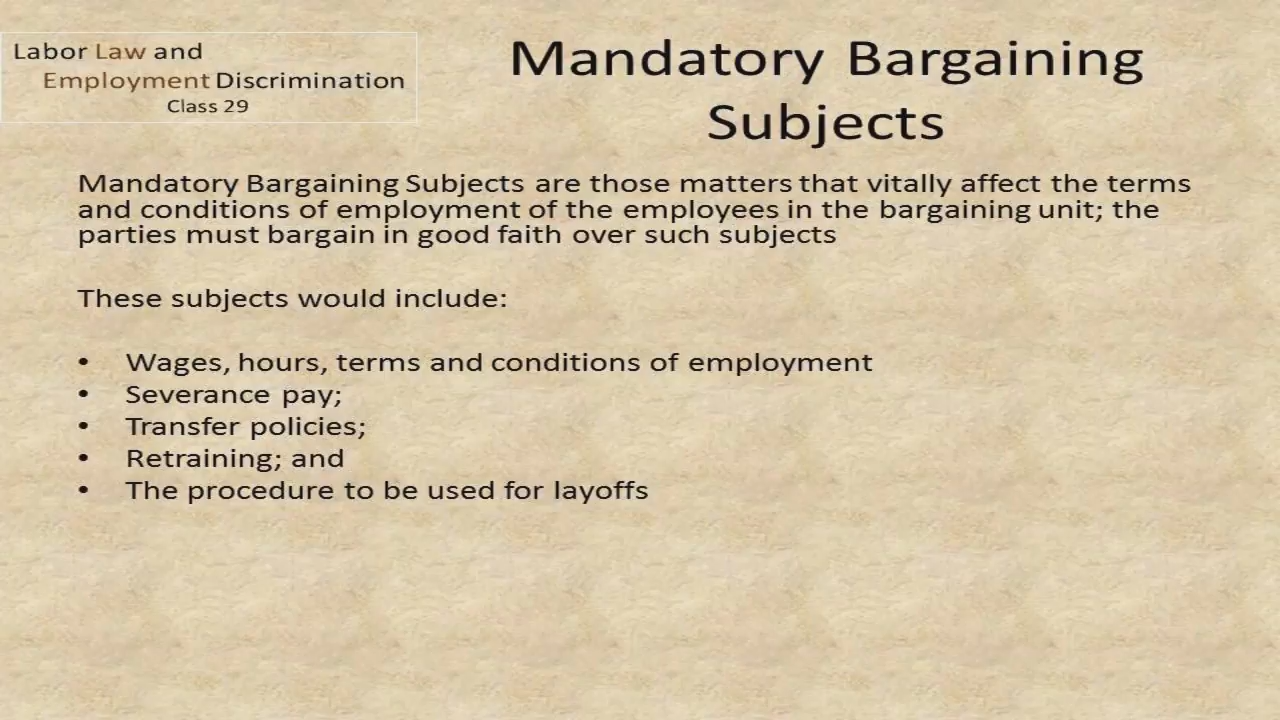 Labor Law and
Employment Discrimination
Class 29
Mandatory Bargaining
Subjects
Mandatory Bargaining Subjects are those matters that vitally affect the terms
and conditions of employment of the employees in the bargaining unit; the
parties must bargain in good faith over such subjects
These subjects would include:
• Wages, hours, terms and conditions of employment
• Severance pay;
• Transfer policies;
• Retraining; and
• The procedure to be used for layoffs